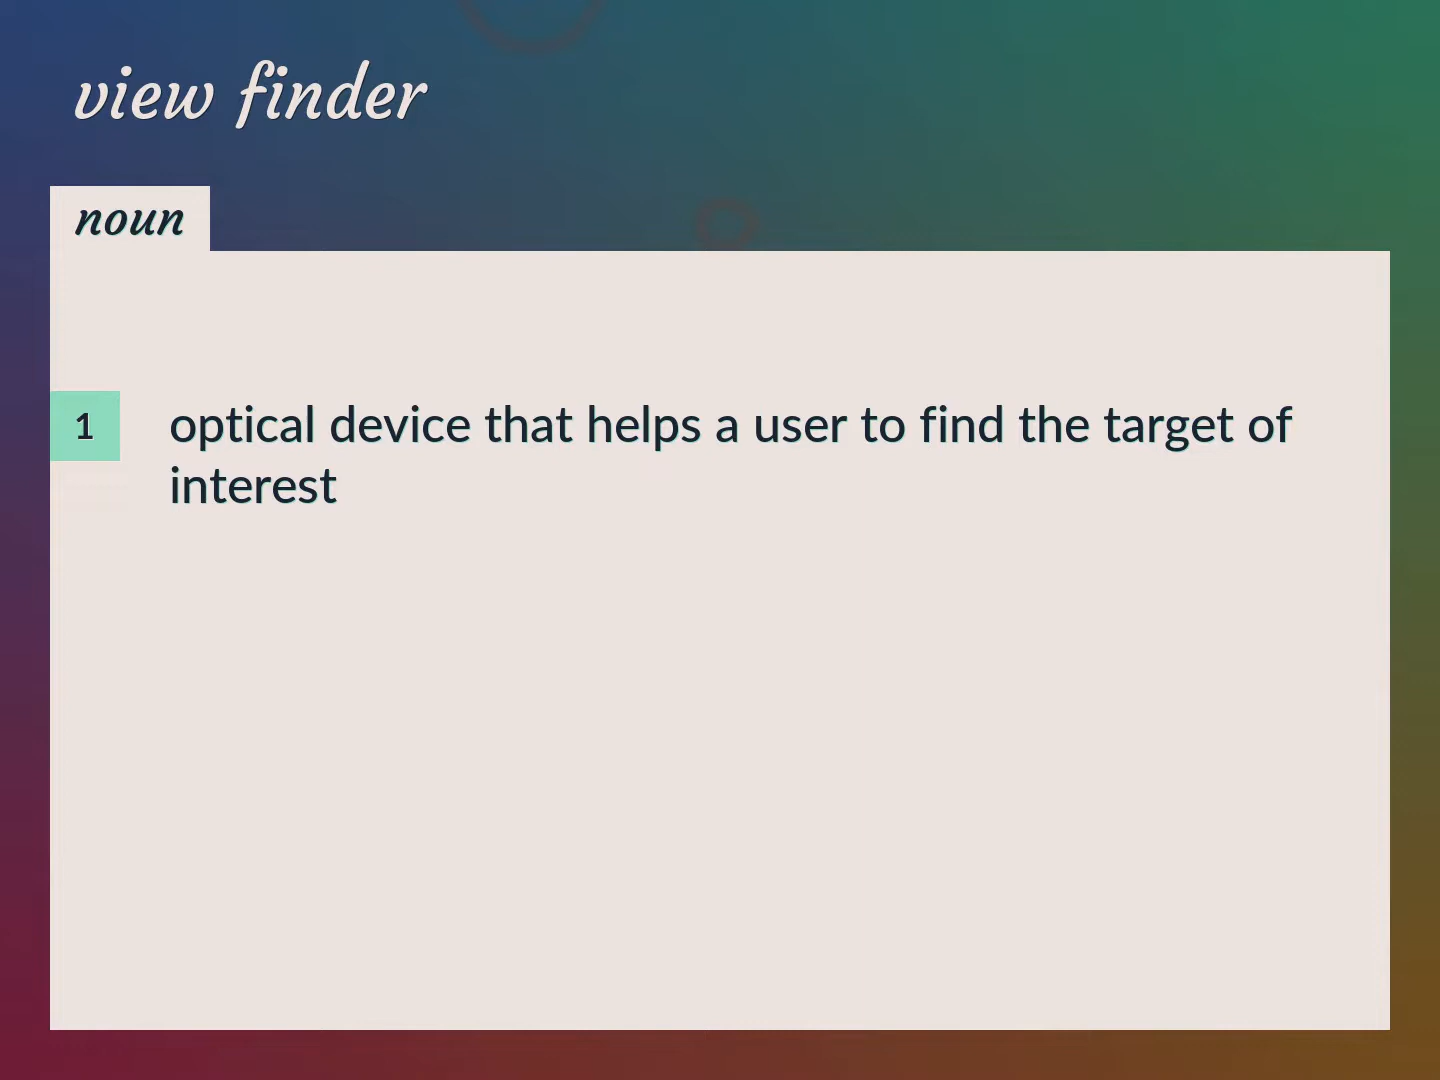 view finder
noun
1 optical device that helps a user to find the target of
interest